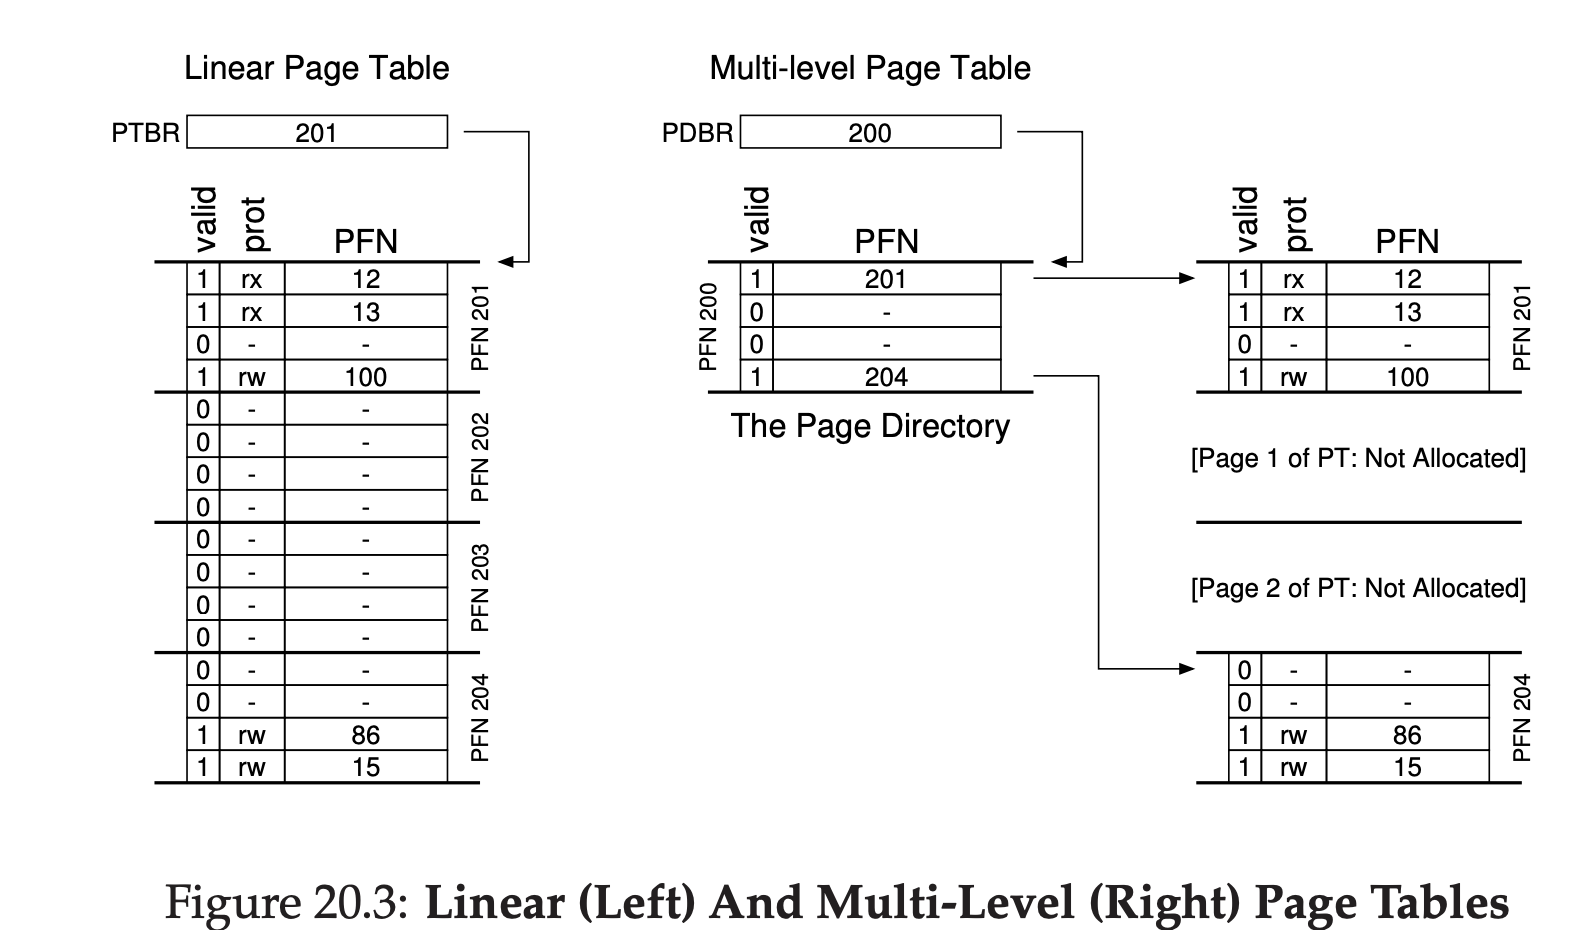 Linear Page Table
PTBR 201
valid prot PFN
1 rx 12
1 rx 13
0 - -
1 rw 100
PFN 201
0 - -
0 - -
0 - -
0 - -
PFN 202
0 - -
0 - -
0 - -
0 - -
PFN 203
0 - -
0 - -
1 rw 86
1 rw 15
PFN 204
Multi-level Page Table
PDBR 200
valid PFN
PFN 200
1 201
0 -
0 -
1 204
The Page Directory
valid prot PFN
1 rx 12
1 rx 13
0 - -
1 rw 100
PFN 201
[Page 1 of PT: Not Allocated]
[Page 2 of PT: Not Allocated]
0 - -
0 - -
1 rw 86
1 rw 15
PFN 204
Figure 20.3: Linear (Left) And Multi-Level (Right) Page Tables